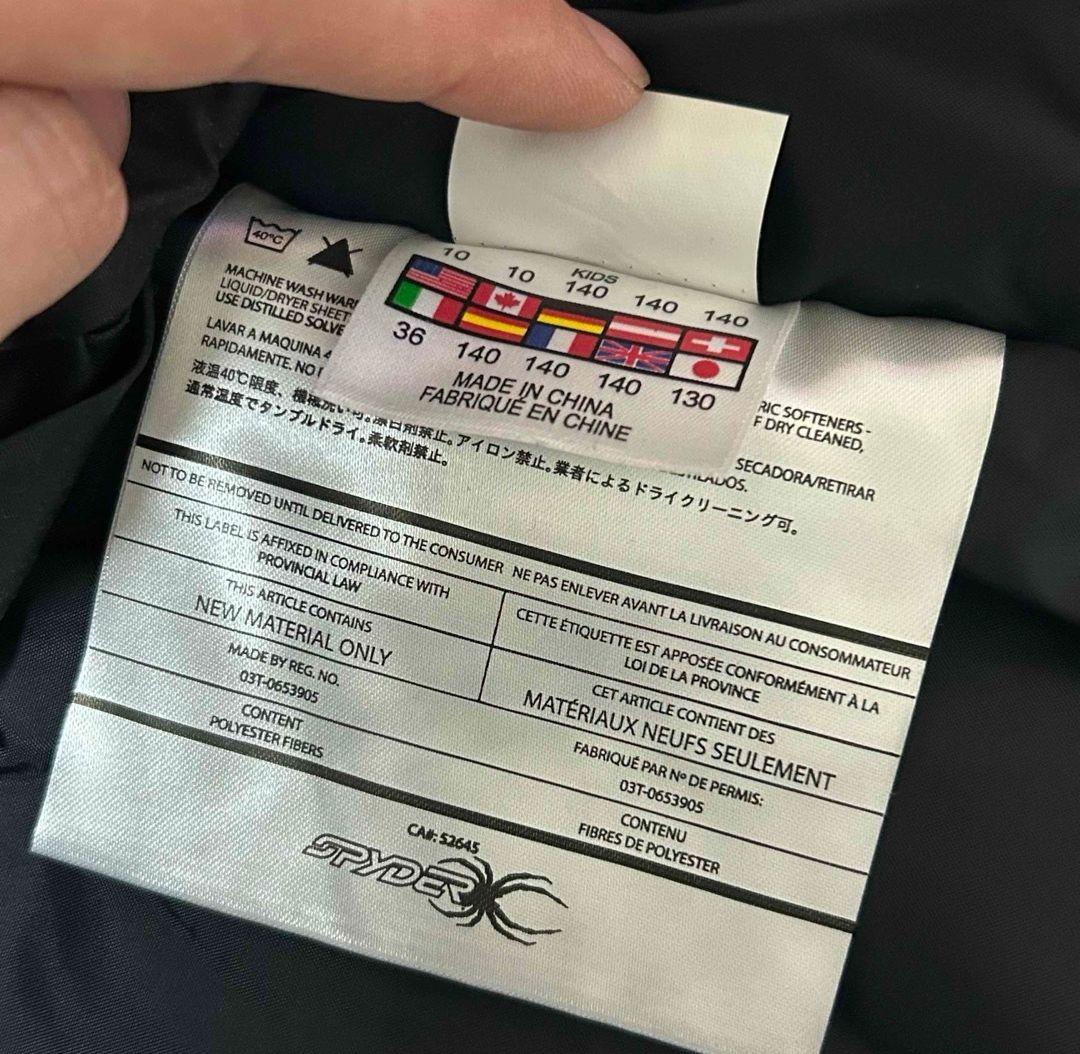 40°C
10 10 KIDS 140 140 140
36 140 140 140 130
MADE IN CHINA
FABRIQUÉ EN CHINE
MACHINE WASH WAR
LIQUID/DRYER SHEET
USE DISTILLED SOLVE
RIC SOFTENERS -
F DRY CLEANED,
LAVAR A MAQUINA 4
RAPIDAMENTE. NO
SECADORA/RETIRAR
液温40℃限度、機械洗い可。漂白剤禁止。アイロン禁止。業者によるドライクリーニング可。
通常温度でタンブルドライ。柔軟剤禁止。
NOT TO BE REMOVED UNTIL DELIVERED TO THE CONSUMER NE PAS ENLEVER AVANT LA LIVRAISON AU CONSOMMATEUR
THIS LABEL IS AFFIXED IN COMPLIANCE WITH
PROVINCIAL LAW
CETTE ÉTIQUETTE EST APPOSÉE CONFORMÉMENT À LA
LOI DE LA PROVINCE
THIS ARTICLE CONTAINS
NEW MATERIAL ONLY
CET ARTICLE CONTIENT DES
MATÉRIAUX NEUFS SEULEMENT
MADE BY REG. NO.
03T-0653905
FABRIQUÉ PAR Nº DE PERMIS:
03T-0653905
CONTENT
POLYESTER FIBERS
CONTENU
FIBRES DE POLYESTER
CA#: 52645
SPYDER